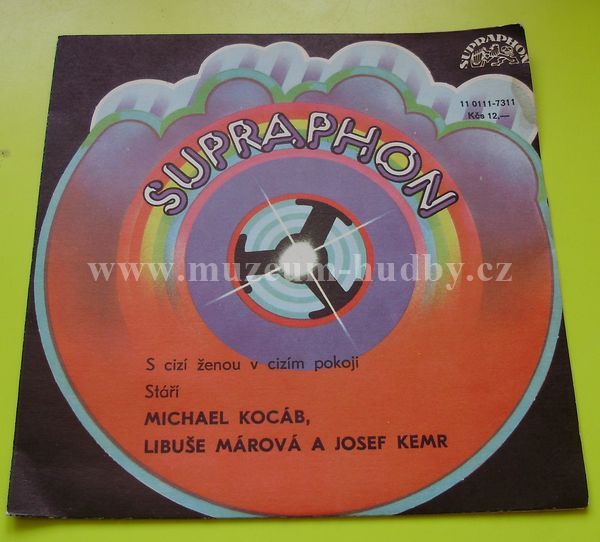 SUPRAPHON
11 0111-7311
Kčs 12,—
SUPRAPHON
www.muzeum-hudby.cz
S cizí ženou v cizím pokoji
Stáří
MICHAEL KOCÁB,
LIBUŠE MÁROVÁ A JOSEF KEMR